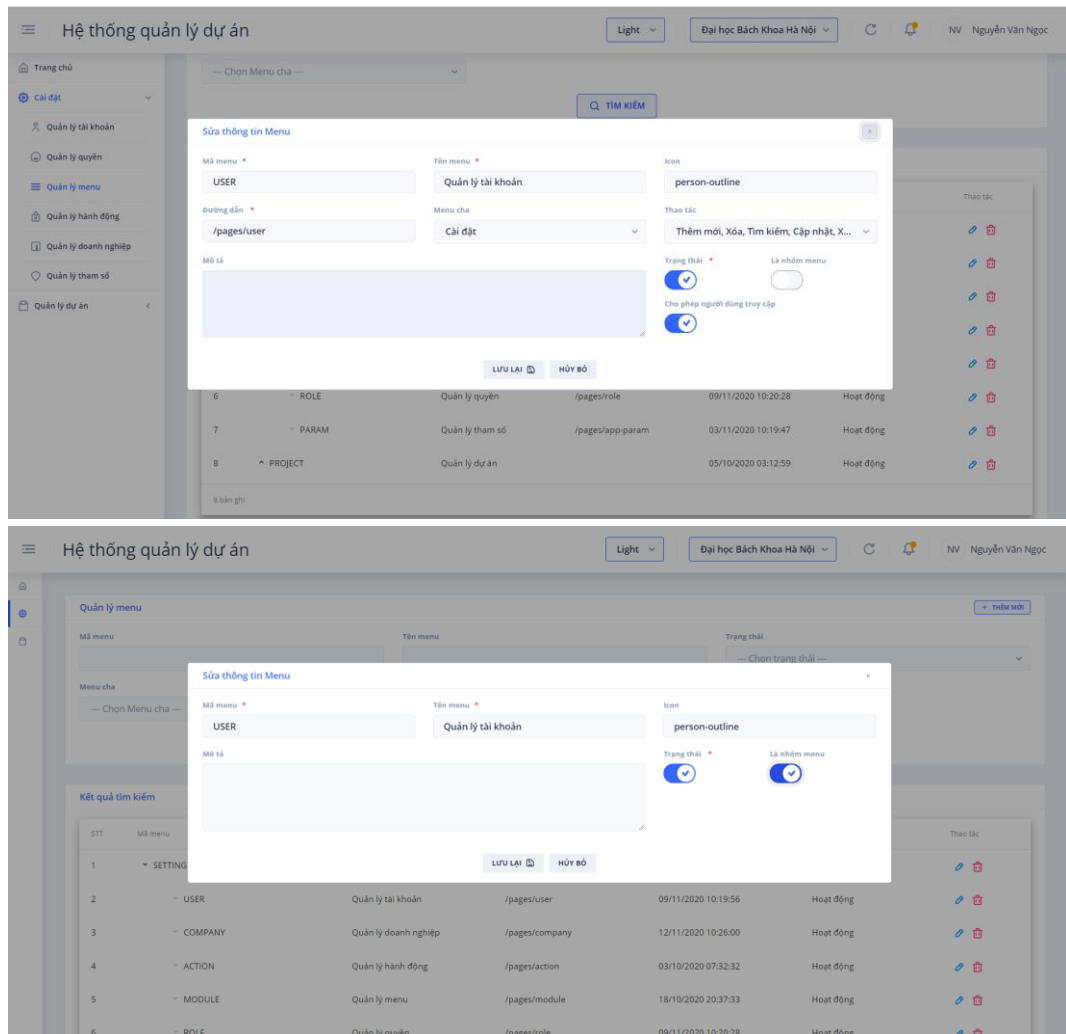 Hệ thống quản lý dự án
Light
Đại học Bách Khoa Hà Nội
NV Nguyễn Văn Ngọc
Trang chủ
--- Chọn Menu cha ---
Cài đặt
TÌM KIẾM
Quản lý tài khoản
Quản lý quyền
Quản lý menu
Quản lý hành động
Quản lý doanh nghiệp
Quản lý tham số
Quản lý dự án
Sửa thông tin Menu
×
Mã menu * Tên menu * Icon
USER Quản lý tài khoản person-outline
Đường dẫn * Menu cha Thao tác
/pages/user Cài đặt Thêm mới, Xóa, Tìm kiếm, Cập nhật, X...
Mô tả Trạng thái * Là nhóm menu
Cho phép người dùng truy cập
LƯU LẠI HỦY BỎ
Thao tác
6 ROLE Quản lý quyền /pages/role 09/11/2020 10:20:28 Hoạt động
7 PARAM Quản lý tham số /pages/app-param 03/11/2020 10:19:47 Hoạt động
8 PROJECT Quản lý dự án 05/10/2020 03:12:59 Hoạt động
8 bản ghi
Hệ thống quản lý dự án
Light
Đại học Bách Khoa Hà Nội
NV Nguyễn Văn Ngọc
Quản lý menu + THÊM MỚI
Mã menu Tên menu Trạng thái
--- Chọn trạng thái ---
Menu cha
--- Chọn Menu cha ---
Sửa thông tin Menu
×
Mã menu * Tên menu * Icon
USER Quản lý tài khoản person-outline
Mô tả Trạng thái * Là nhóm menu
LƯU LẠI HỦY BỎ
Kết quả tìm kiếm
STT Mã menu Thao tác
1 SETTING
2 USER Quản lý tài khoản /pages/user 09/11/2020 10:19:56 Hoạt động
3 COMPANY Quản lý doanh nghiệp /pages/company 12/11/2020 10:26:00 Hoạt động
4 ACTION Quản lý hành động /pages/action 03/10/2020 07:32:32 Hoạt động
5 MODULE Quản lý menu /pages/module 18/10/2020 20:37:33 Hoạt động
6 ROLE Quản lý quyền /pages/role 09/11/2020 10:20:28 Hoạt động